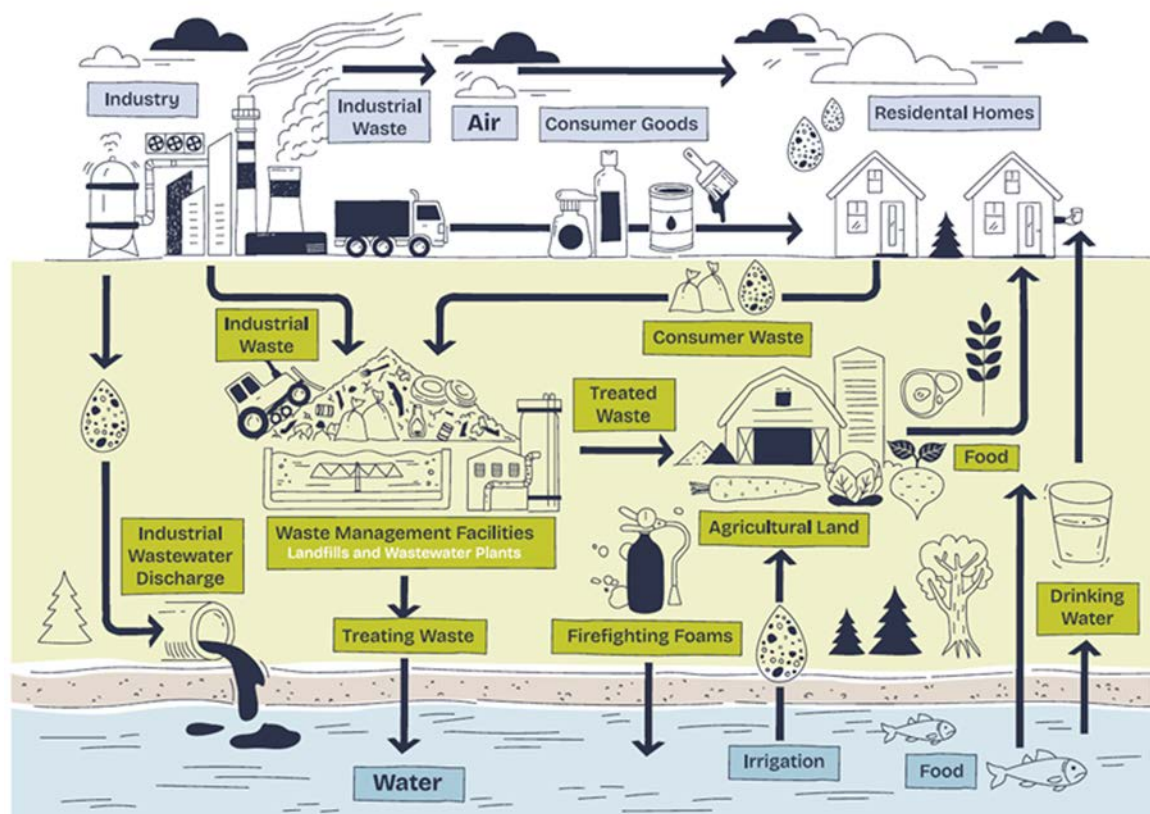 Industry
Industrial
Waste
Air
Consumer Goods
Residental Homes
Industrial
Waste
Consumer Waste
Treated
Waste
Food
Waste Management Facilities
Landfills and Wastewater Plants
Agricultural Land
Industrial
Wastewater
Discharge
Treating Waste
Firefighting Foams
Drinking
Water
Water
Irrigation
Food